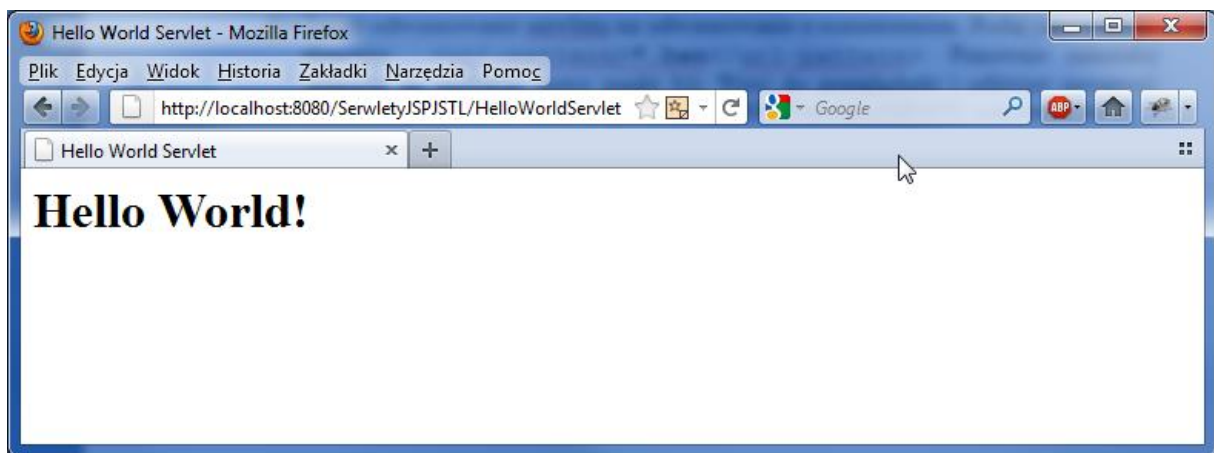 Hello World Servlet - Mozilla Firefox
Plik Edycja Widok Historia Zakładki Narzędzia Pomoc
http://localhost:8080/SerwletyJSPJSTL/HelloWorldServlet Google ABP
Hello World Servlet
Hello World!